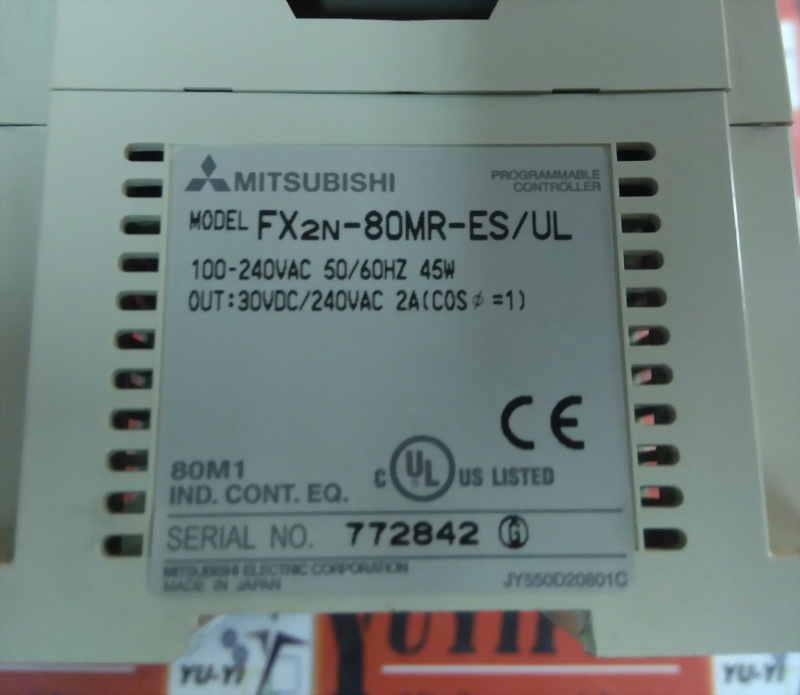 MITSUBISHI
PROGRAMMABLE
CONTROLLER
MODEL FX2N-80MR-ES/UL
100-240VAC 50/60HZ 45W
OUT:30VDC/240VAC 2A(COSφ=1)
CE
80M1
IND. CONT. EQ.
C UL US LISTED
SERIAL NO. 772842 G
MITSUBISHI ELECTRIC CORPORATION
MADE IN JAPAN
JY550D20801C
YU-YI
YU-YI
YU-YI